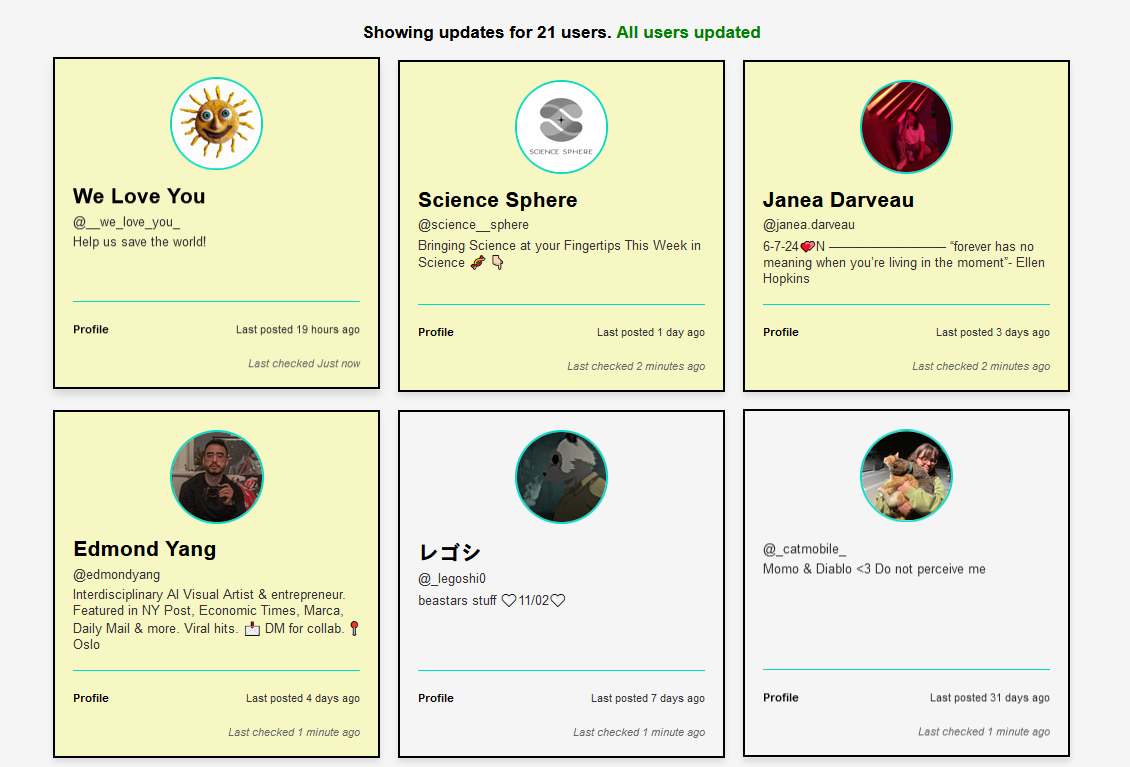 Showing updates for 21 users. All users updated
We Love You
@__we_love_you_
Help us save the world!
Profile
Last posted 19 hours ago
Last checked Just now
SCIENCE SPHERE
Science Sphere
@science__sphere
Bringing Science at your Fingertips This Week in
Science 🗞️ 👇🏻
Profile
Last posted 1 day ago
Last checked 2 minutes ago
Janea Darveau
@janea.darveau
6-7-24💞N ————————— “forever has no
meaning when you’re living in the moment”- Ellen
Hopkins
Profile
Last posted 3 days ago
Last checked 2 minutes ago
Edmond Yang
@edmondyang
Interdisciplinary AI Visual Artist & entrepreneur.
Featured in NY Post, Economic Times, Marca,
Daily Mail & more. Viral hits. 📩 DM for collab. 📍
Oslo
Profile
Last posted 4 days ago
Last checked 1 minute ago
レゴシ
@_legoshi0
beastars stuff ♡11/02♡
Profile
Last posted 7 days ago
Last checked 1 minute ago
@_catmobile_
Momo & Diablo <3 Do not perceive me
Profile
Last posted 31 days ago
Last checked 1 minute ago